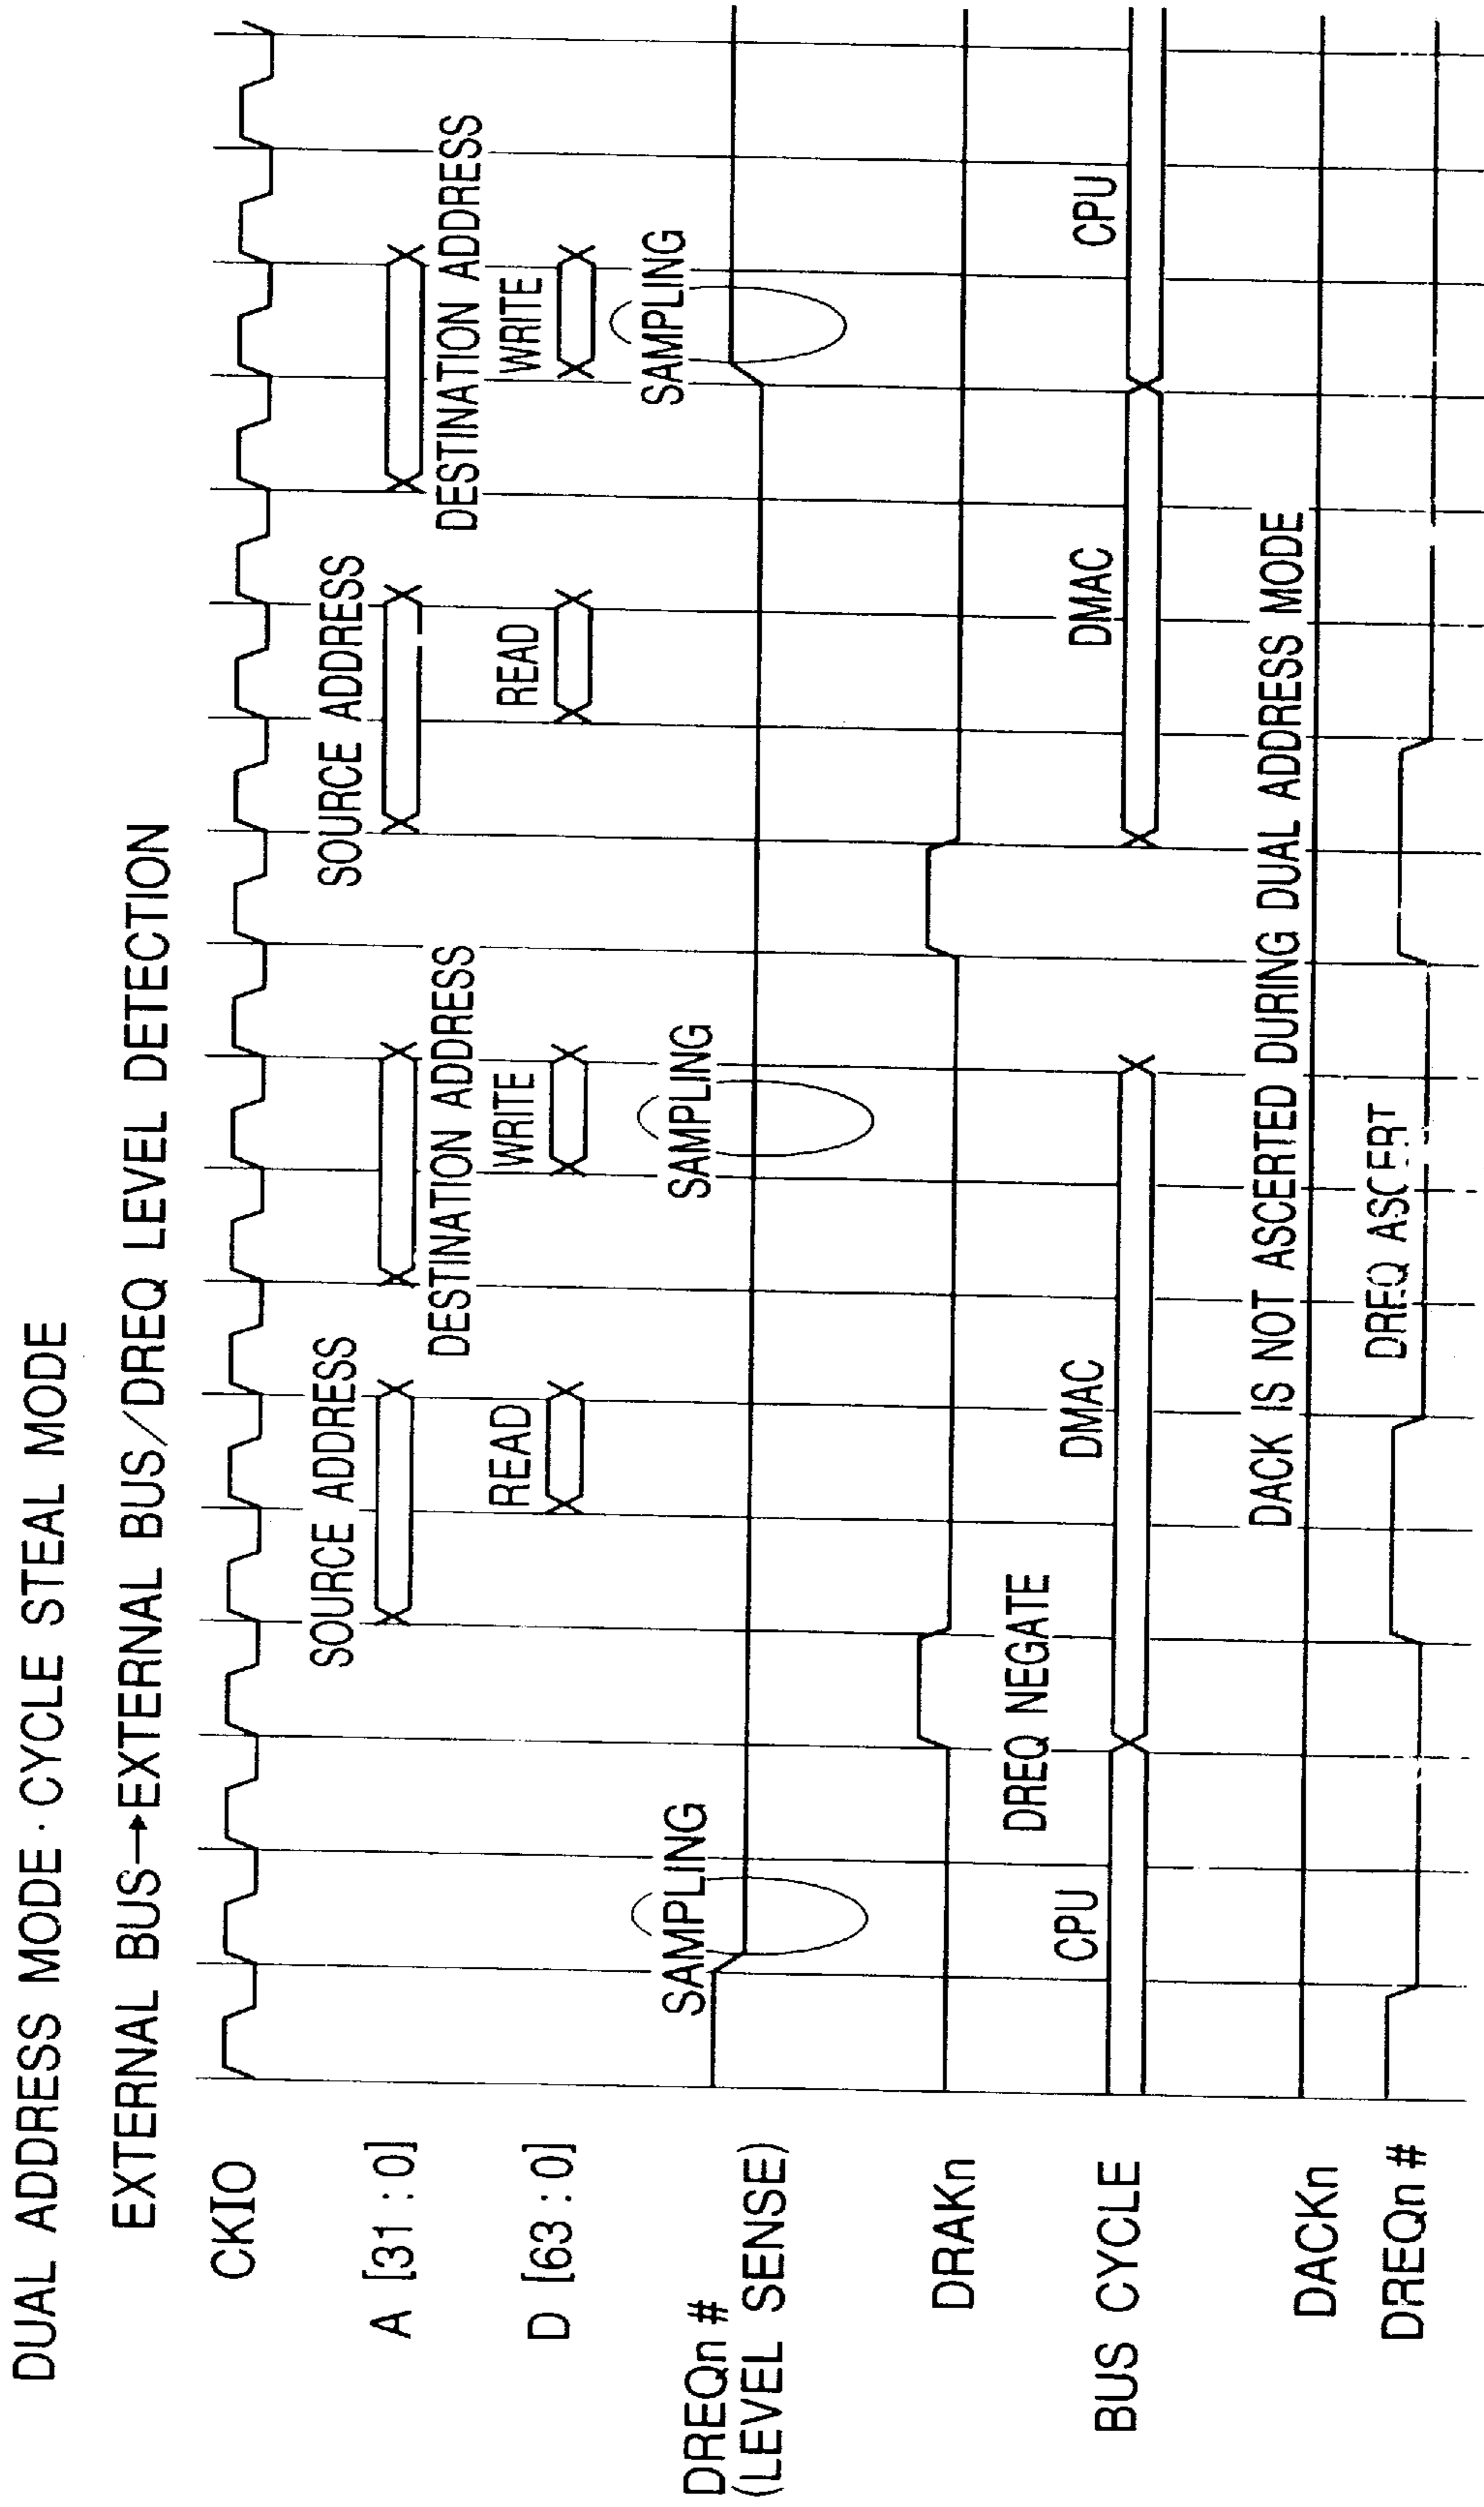 DUAL ADDRESS MODE · CYCLE STEAL MODE
EXTERNAL BUS→EXTERNAL BUS/DREQ LEVEL DETECTION
CKIO
SOURCE ADDRESS
SOURCE ADDRESS
A [31 : 0]
DESTINATION ADDRESS
DESTINATION ADDRESS
READ
WRITE
READ
WRITE
D [63 : 0]
SAMPLING
SAMPLING
SAMPLING
DREQn #
(LEVEL SENSE)
DRAKn
DREQ NEGATE
CPU
DMAC
DMAC
CPU
BUS CYCLE
DACK IS NOT ASCERTED DURING DUAL ADDRESS MODE
DACKn
DREQ ASCERT
DREQn #